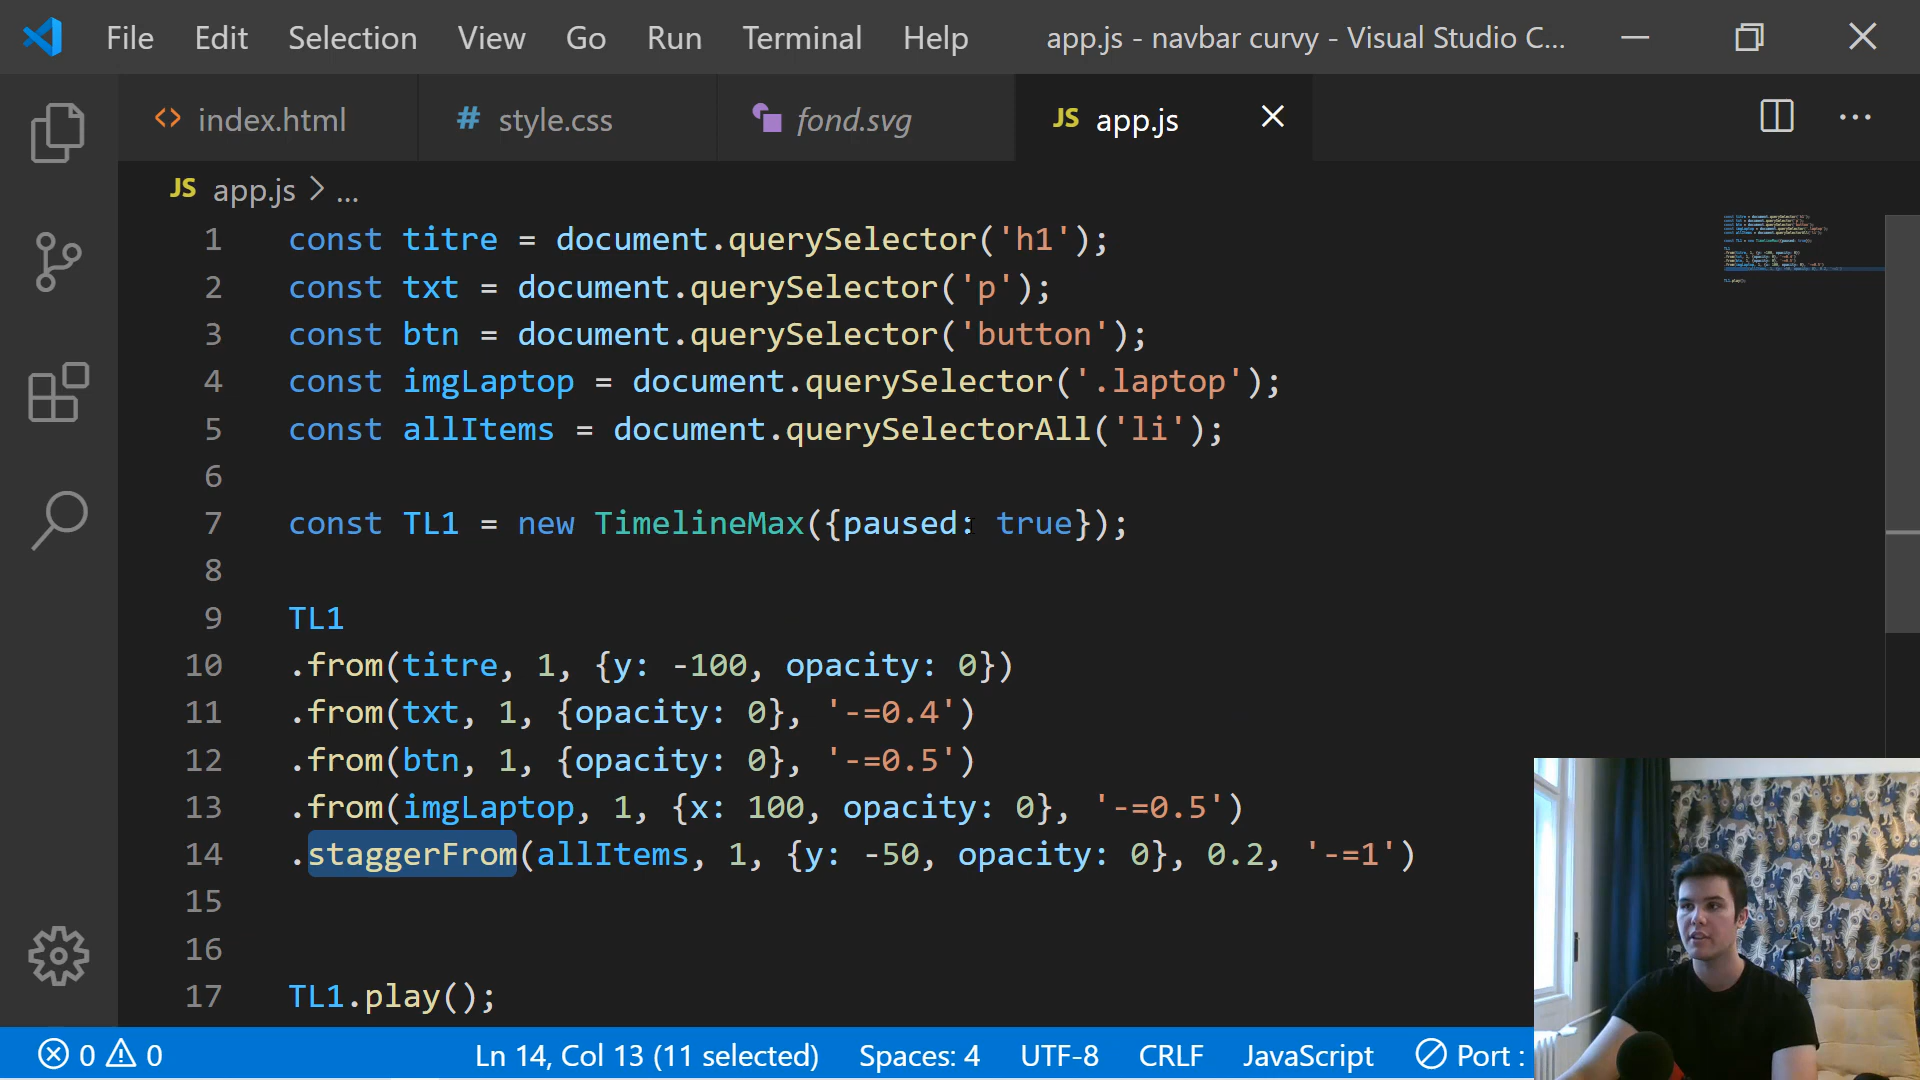 File Edit Selection View Go Run Terminal Help app.js - navbar curvy - Visual Studio C...
index.html # style.css fond.svg JS app.js
JS app.js > ...
1 const titre = document.querySelector('h1');
2 const txt = document.querySelector('p');
3 const btn = document.querySelector('button');
4 const imgLaptop = document.querySelector('.laptop');
5 const allItems = document.querySelectorAll('li');
6
7 const TL1 = new TimelineMax({paused: true});
8
9 TL1
10 .from(titre, 1, {y: -100, opacity: 0})
11 .from(txt, 1, {opacity: 0}, '-=0.4')
12 .from(btn, 1, {opacity: 0}, '-=0.5')
13 .from(imgLaptop, 1, {x: 100, opacity: 0}, '-=0.5')
14 .staggerFrom(allItems, 1, {y: -50, opacity: 0}, 0.2, '-=1')
15
16
17 TL1.play();
0 0 Ln 14, Col 13 (11 selected) Spaces: 4 UTF-8 CRLF JavaScript Port :